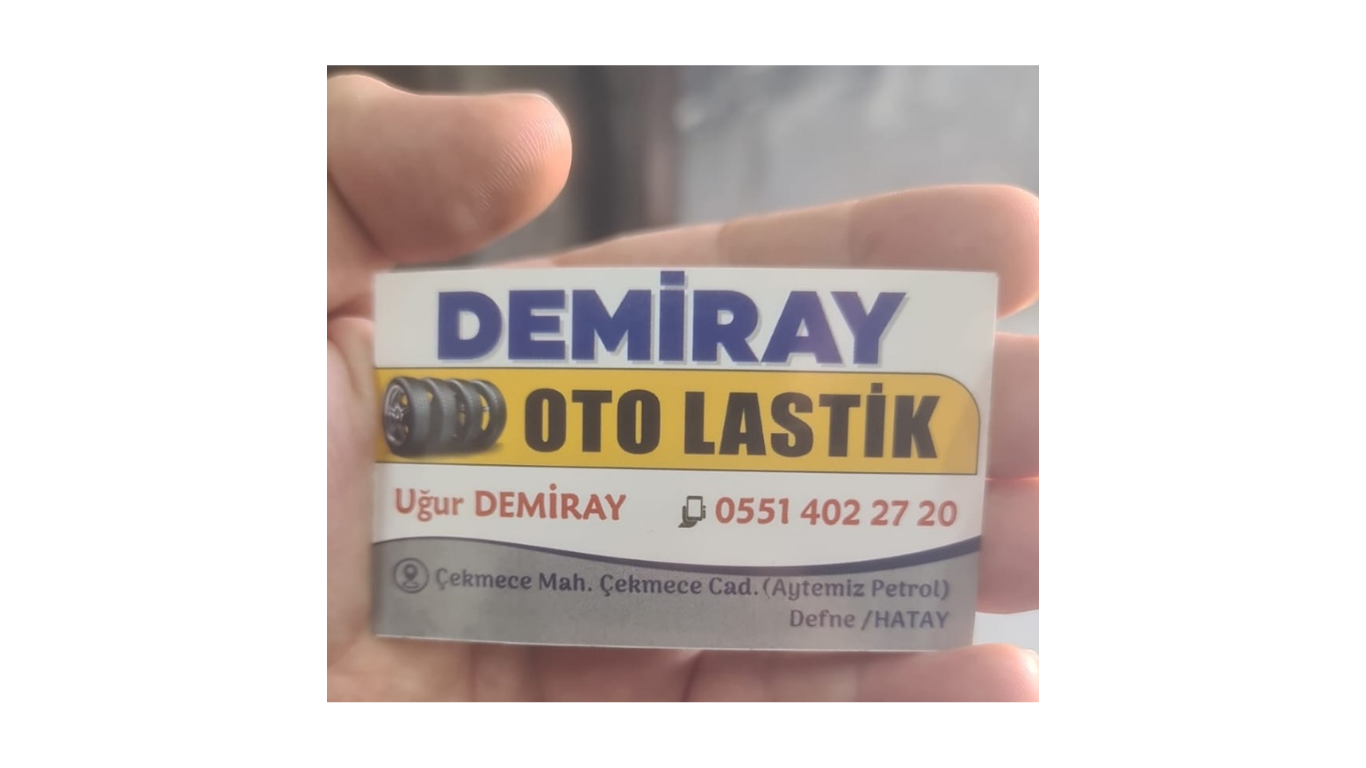 DEMİRAY
OTO LASTİK
Uğur DEMİRAY 0551 402 27 20
Çekmece Mah. Çekmece Cad. (Aytemiz Petrol)
Defne /HATAY